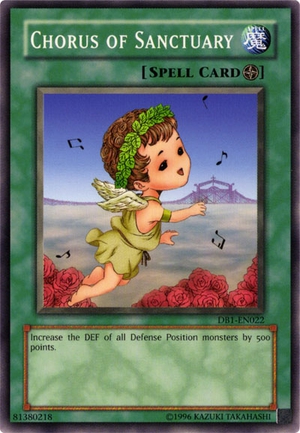 CHORUS OF SANCTUARY 魔
[SPELL CARD]
DB1-EN022
Increase the DEF of all Defense Position monsters by 500
points.
81380218
©1996 KAZUKI TAKAHASHI